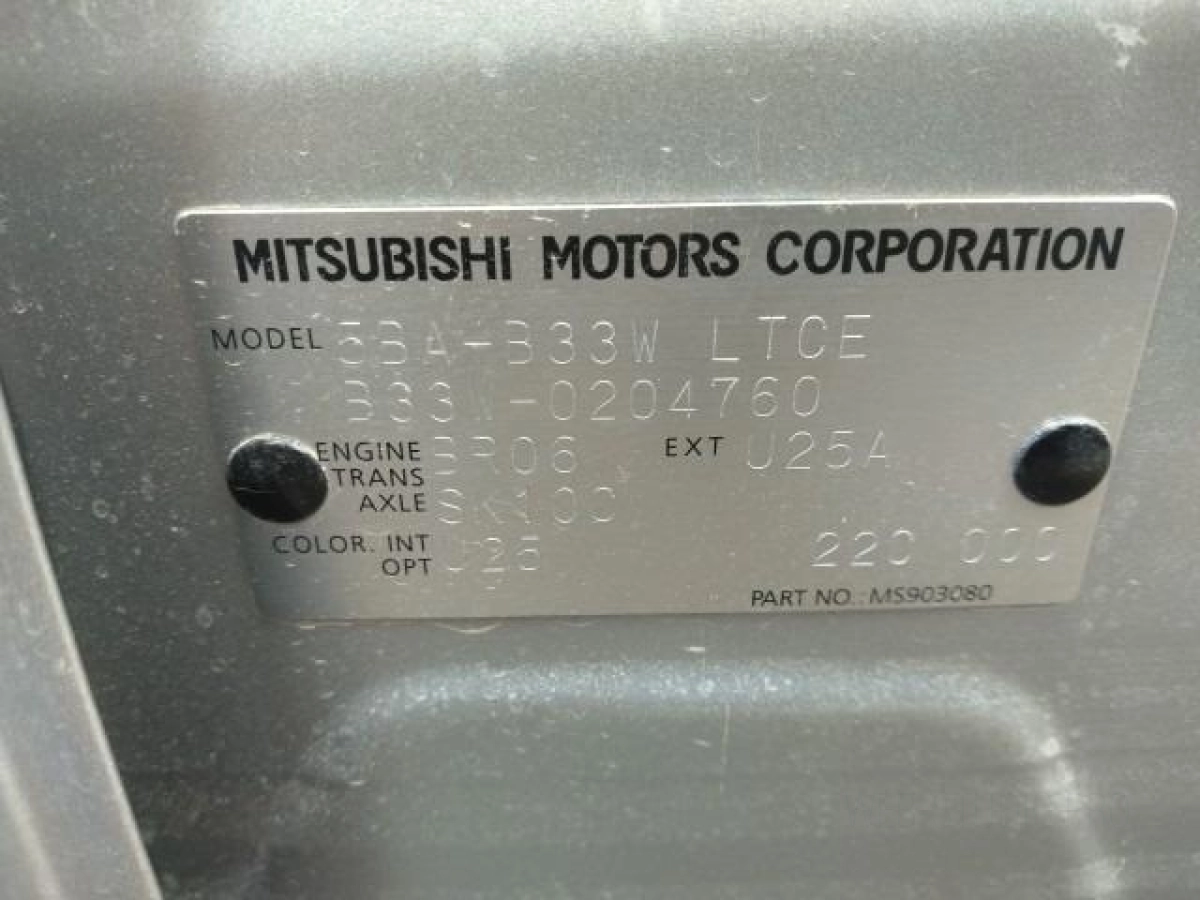 MITSUBISHI MOTORS CORPORATION
MODEL 5BA-B33W LTCE
B33W-0204760
ENGINE BR06 EXT U25A
TRANS
AXLE SK100
COLOR. INT U25 220 000
OPT
PART NO.: MS903080